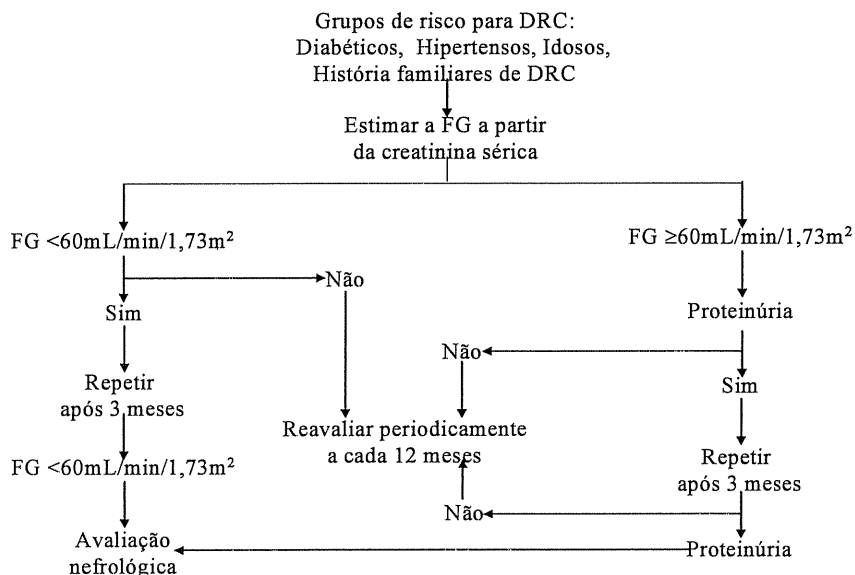 Grupos de risco para DRC:
Diabéticos, Hipertensos, Idosos,
História familiares de DRC
Estimar a FG a partir
da creatinina sérica
FG <60mL/min/1,73m²
FG ≥60mL/min/1,73m²
Não
Sim
Proteinúria
Não
Sim
Repetir
após 3 meses
Reavaliar periodicamente
a cada 12 meses
FG <60mL/min/1,73m²
Repetir
após 3 meses
Não
Avaliação
nefrológica
Proteinúria